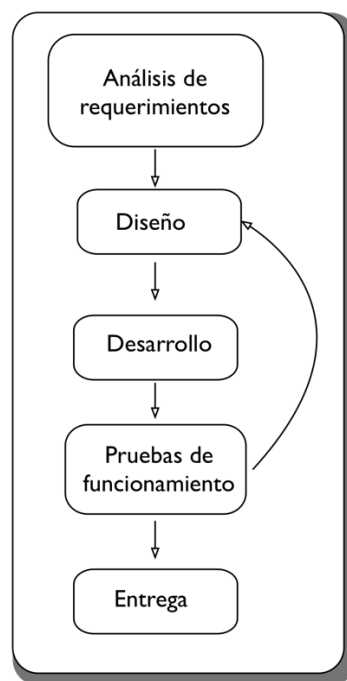 Análisis de
requerimientos
Diseño
Desarrollo
Pruebas de
funcionamiento
Entrega